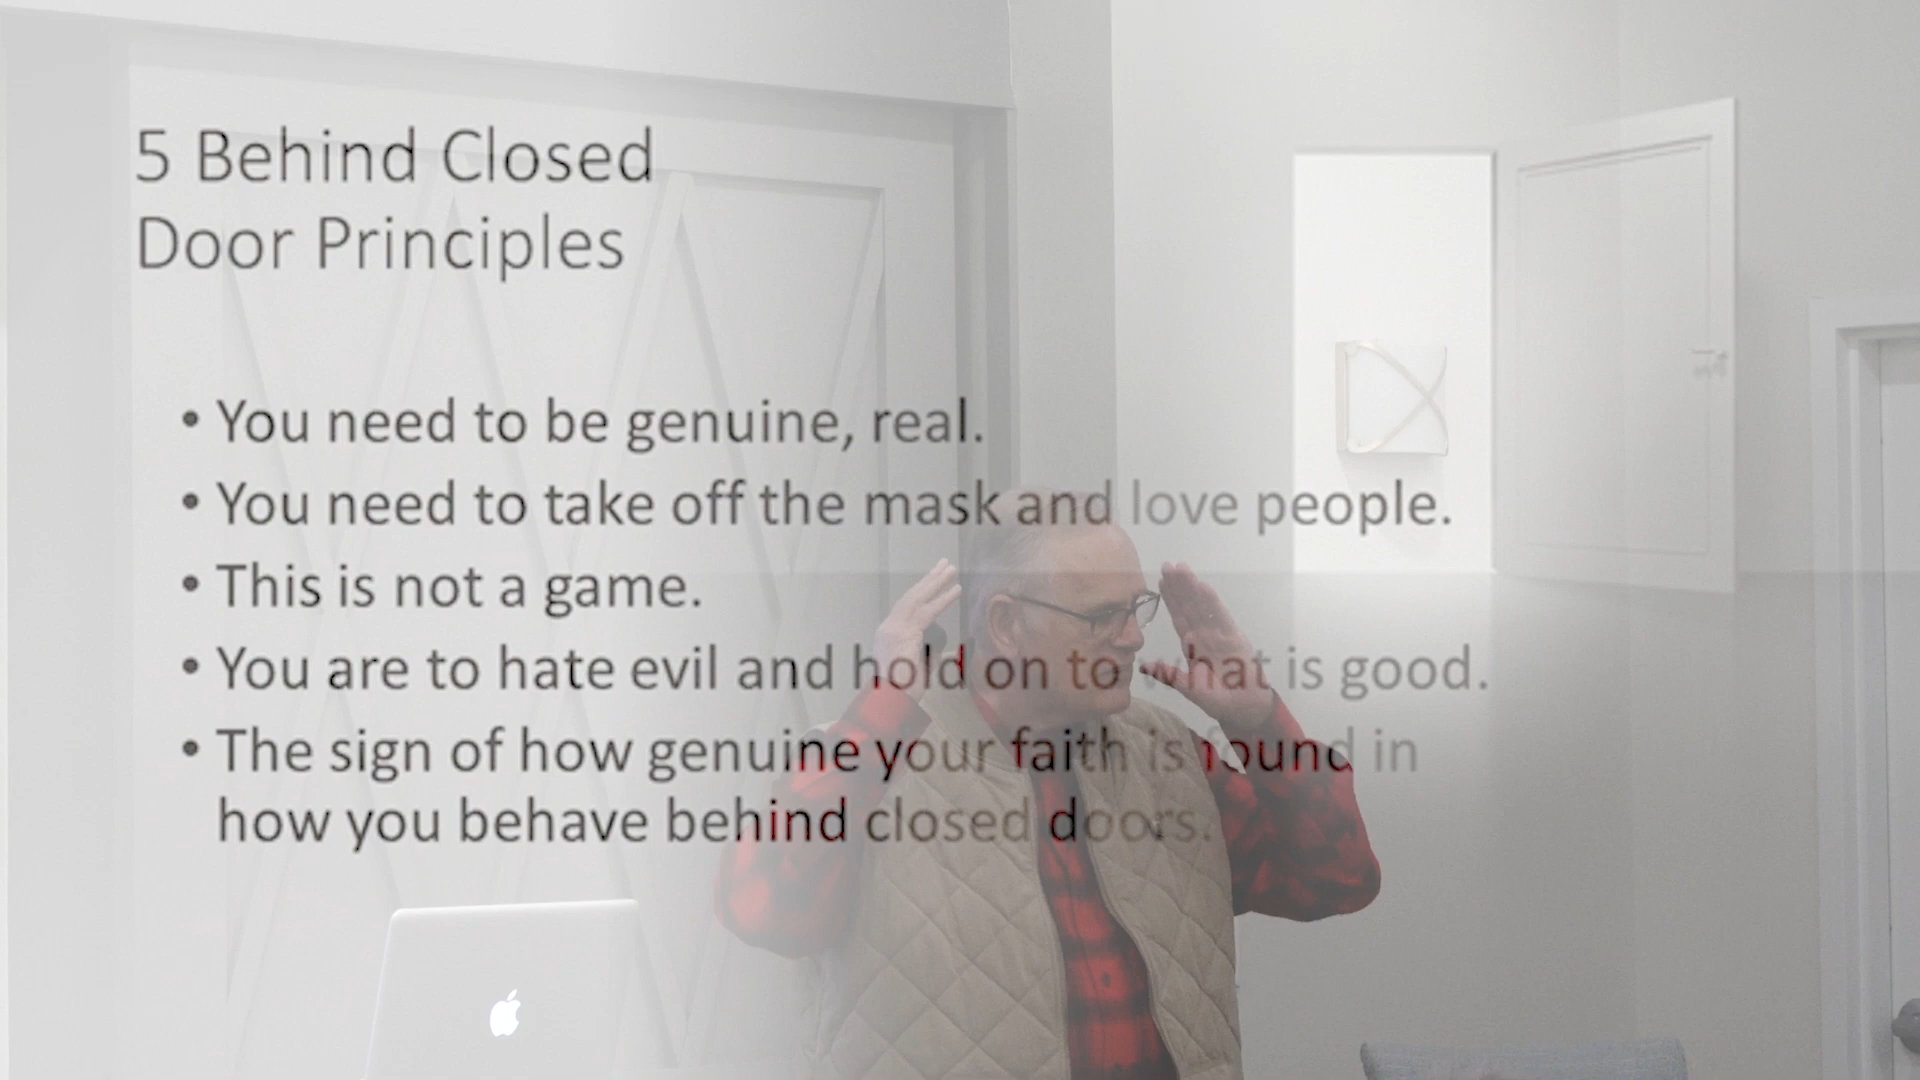 5 Behind Closed
Door Principles
• You need to be genuine, real.
• You need to take off the mask and love people.
• This is not a game.
• You are to hate evil and hold on to what is good.
• The sign of how genuine your faith is found in
how you behave behind closed doors.